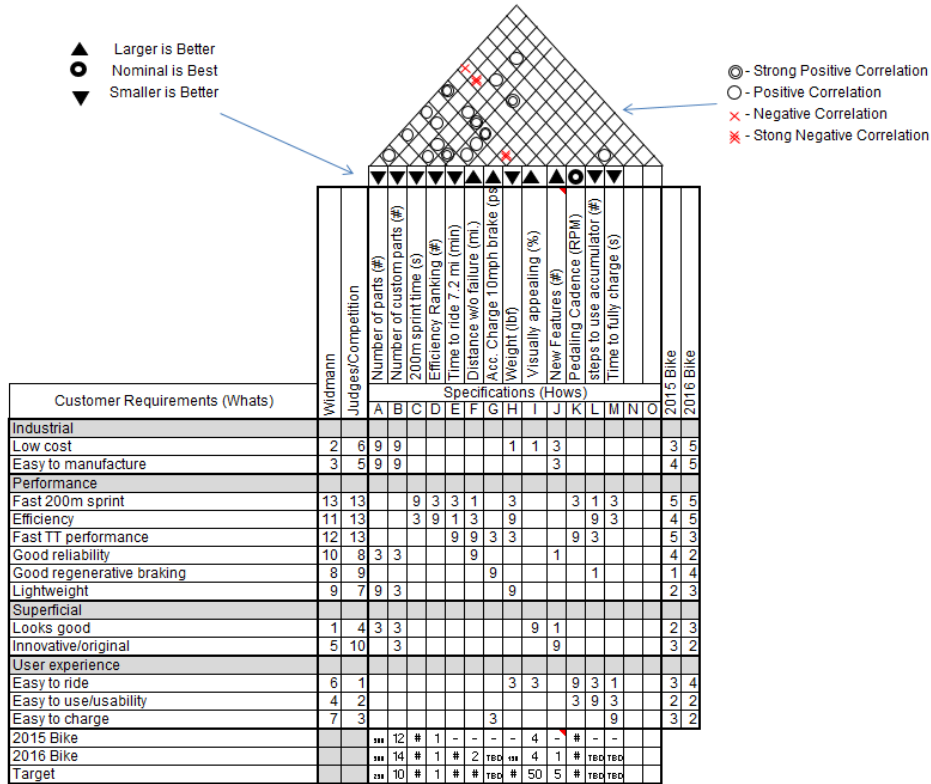 Larger is Better
Nominal is Best
Smaller is Better
- Strong Positive Correlation
- Positive Correlation
- Negative Correlation
- Stong Negative Correlation
Widmann
Judges/Competition
Number of parts (#)
Number of custom parts (#)
200m sprint time (s)
Efficiency Ranking (#)
Time to ride 7.2 mi (min)
Distance w/o failure (mi.)
Acc. Charge 10mph brake (ps
Weight (lbf)
Visually appealing (%)
New Features (#)
Pedaling Cadence (RPM)
steps to use accumulator (#)
Time to fully charge (s)
2015 Bike
2016 Bike
Customer Requirements (Whats)
Specifications (Hows)
A B C D E F G H I J K L M N O
Industrial
Low cost 2 6 9 9 1 1 3 3 5
Easy to manufacture 3 5 9 9 3 4 5
Performance
Fast 200m sprint 13 13 9 3 3 1 3 3 1 3 5 5
Efficiency 11 13 3 9 1 3 9 9 3 4 5
Fast TT performance 12 13 9 9 3 3 9 3 5 3
Good reliability 10 8 3 3 9 1 4 2
Good regenerative braking 8 9 9 1 1 4
Lightweight 9 7 9 3 9 2 3
Superficial
Looks good 1 4 3 3 9 1 2 3
Innovative/original 5 10 3 9 3 2
User experience
Easy to ride 6 1 3 3 9 3 1 3 4
Easy to use/usability 4 2 3 9 3 2 2
Easy to charge 7 3 3 9 3 2
2015 Bike 12 # 1 - - - - 4 - # - -
2016 Bike 14 # 1 # 2 TBD 4 1 # TBD TBD
Target 10 # 1 # # TBD # 50 5 # TBD TBD